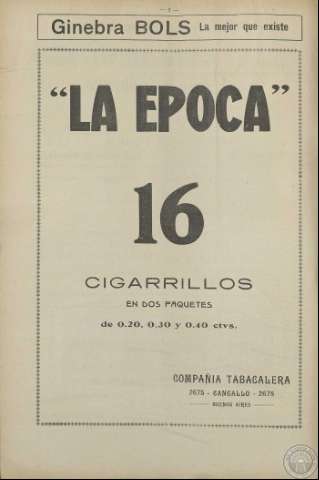 Ginebra BOLS La mejor que existe
"LA EPOCA"
16
CIGARRILLOS
EN DOS PAQUETES
de 0.20, 0.30 y 0.40 ctvs.
COMPAÑIA TABACALERA
2675 - CANGALLO - 2675
BUENOS AIRES